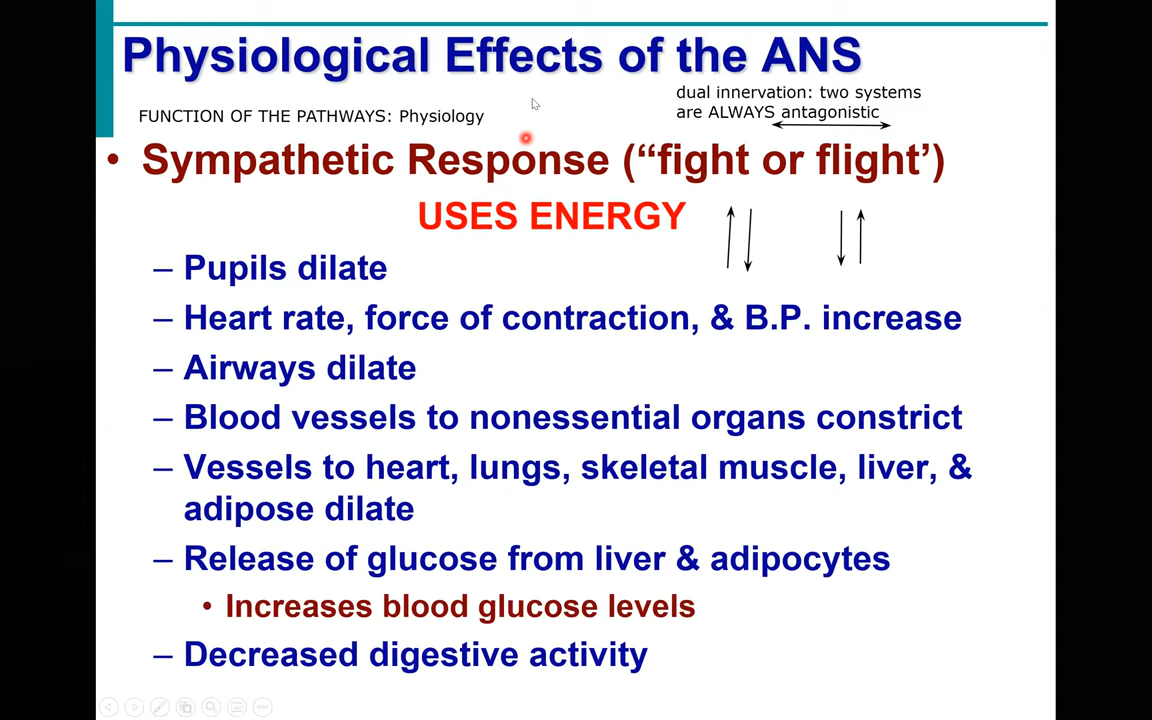 Physiological Effects of the ANS
dual innervation: two systems
are ALWAYS antagonistic
FUNCTION OF THE PATHWAYS: Physiology
• Sympathetic Response (“fight or flight’)
USES ENERGY
– Pupils dilate
– Heart rate, force of contraction, & B.P. increase
– Airways dilate
– Blood vessels to nonessential organs constrict
– Vessels to heart, lungs, skeletal muscle, liver, &
adipose dilate
– Release of glucose from liver & adipocytes
• Increases blood glucose levels
– Decreased digestive activity